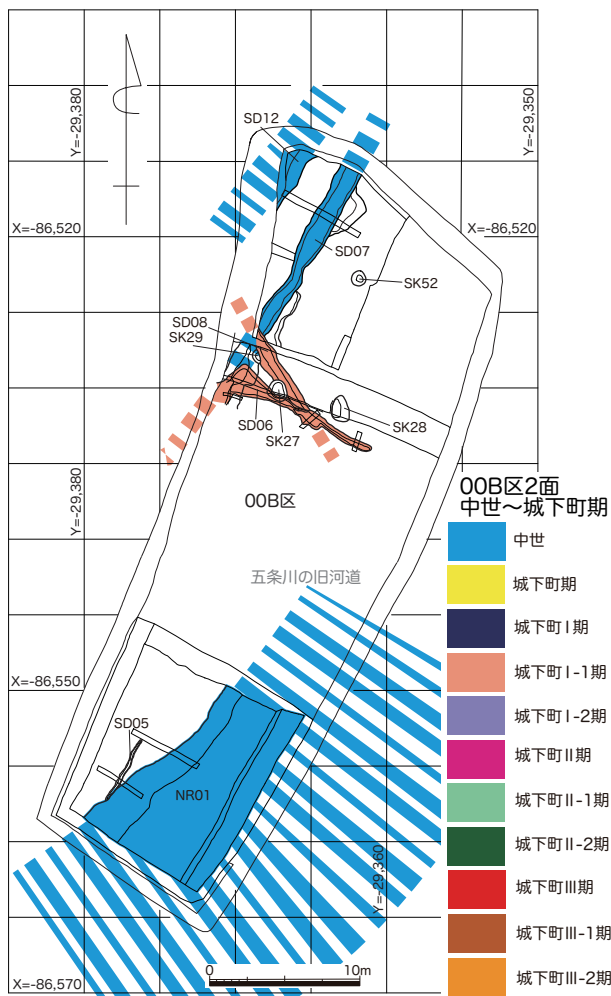 Y=-29,380
Y=-29,350
SD12
X=-86,520
X=-86,520
SD07
SK52
SD08
SK29
SD06
SK27
SK28
Y=-29,380
00B区
00B区2面
中世～城下町期
中世
五条川の旧河道
城下町期
城下町Ⅰ期
X=-86,550
城下町Ⅰ-1期
城下町Ⅰ-2期
SD05
城下町Ⅱ期
NR01
城下町Ⅱ-1期
城下町Ⅱ-2期
Y=-29,360
城下町Ⅲ期
城下町Ⅲ-1期
0 10m
X=-86,570
城下町Ⅲ-2期